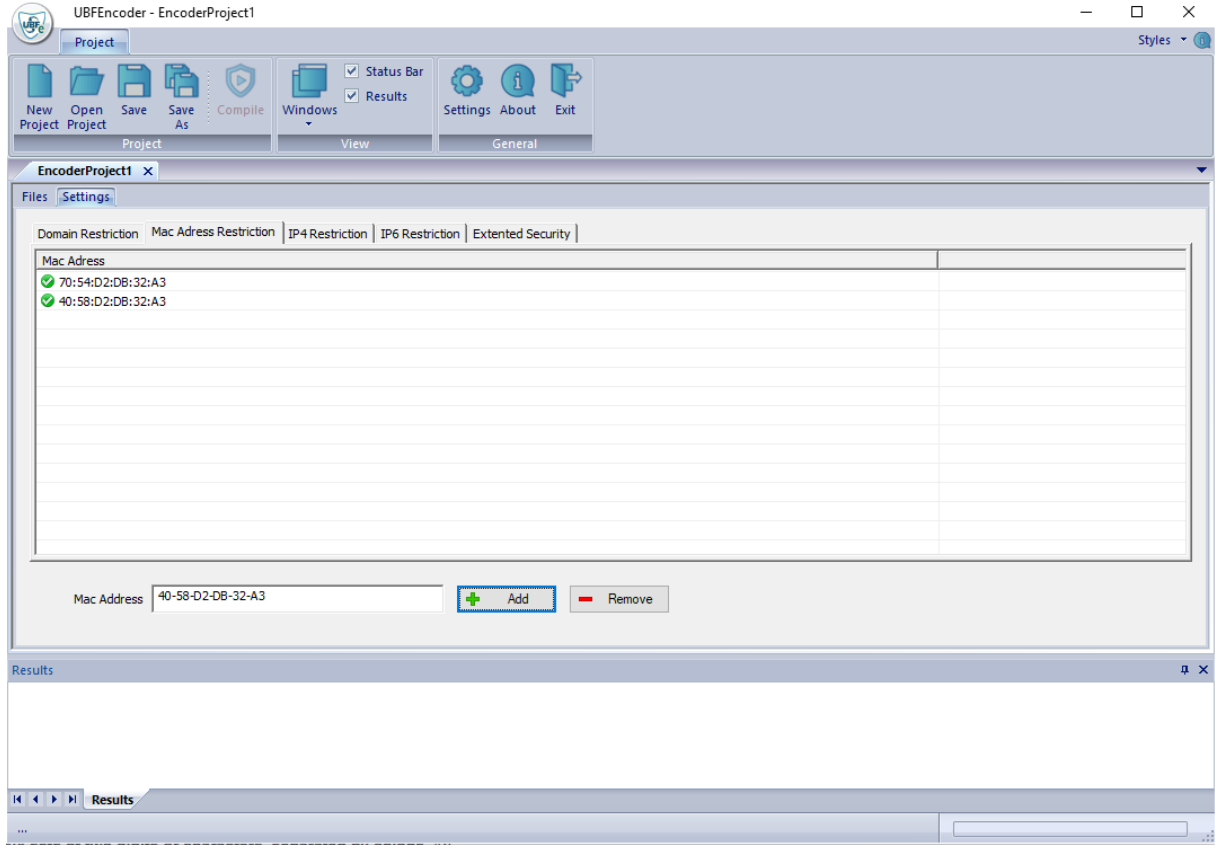 UBFe
UBFEncoder - EncoderProject1
Project
Styles
New Project
Open Project
Save
Save As
Compile
Project
Windows
Status Bar
Results
View
Settings
About
Exit
General
EncoderProject1
Files Settings
Domain Restriction Mac Adress Restriction IP4 Restriction IP6 Restriction Extented Security
Mac Adress
70:54:D2:DB:32:A3
40:58:D2:DB:32:A3
Mac Address 40-58-D2-DB-32-A3 Add Remove
Results
Results
...